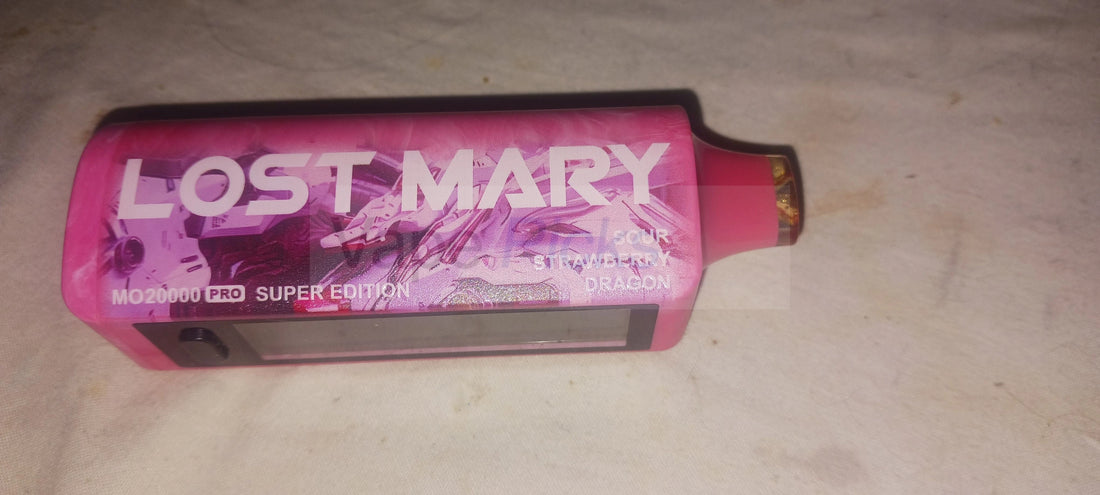 LOST MARY
SOUR
STRAWBERRY
DRAGON
MO20000 PRO SUPER EDITION